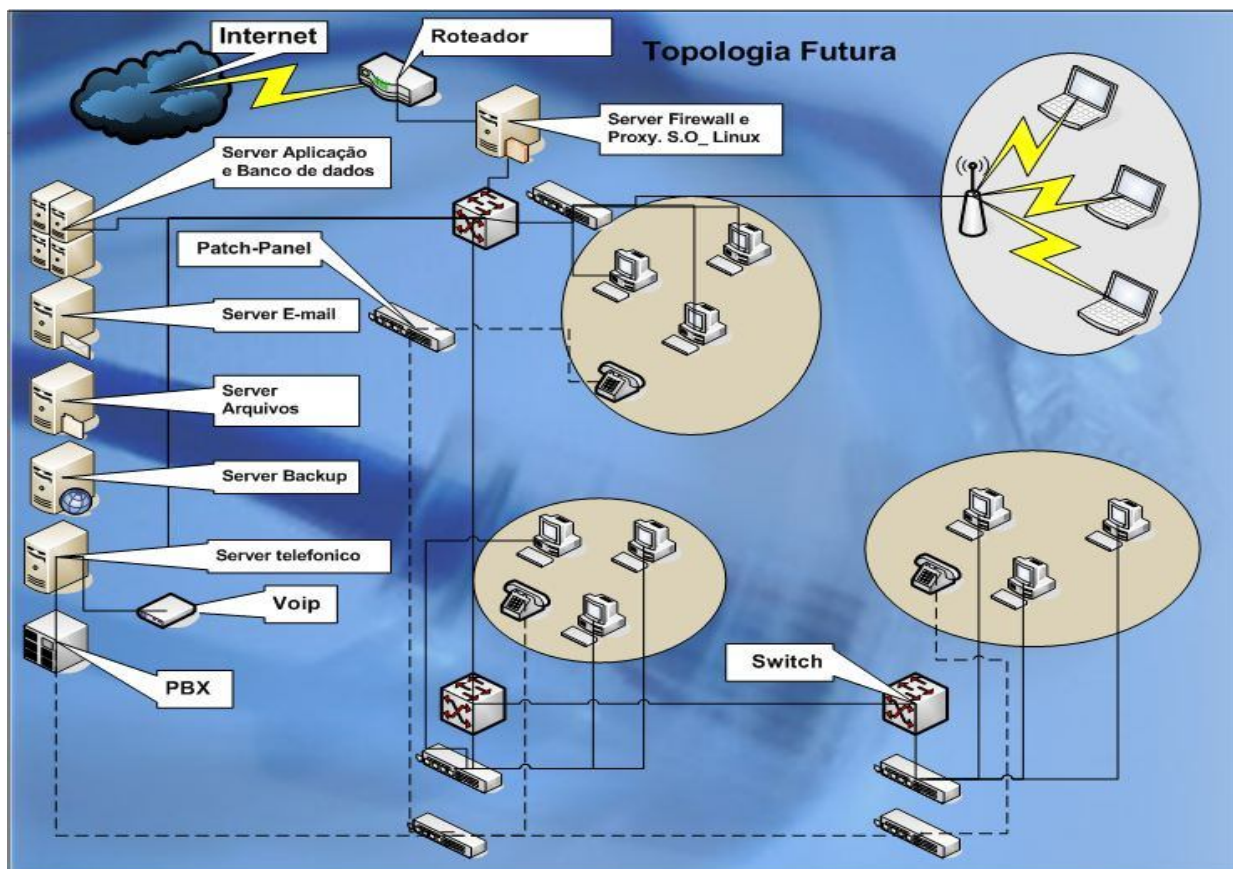 Internet
Roteador
Topologia Futura
Server Firewall e
Proxy. S.O_ Linux
Server Aplicação
e Banco de dados
Patch-Panel
Server E-mail
Server
Arquivos
Server Backup
Server telefonico
Voip
Switch
PBX